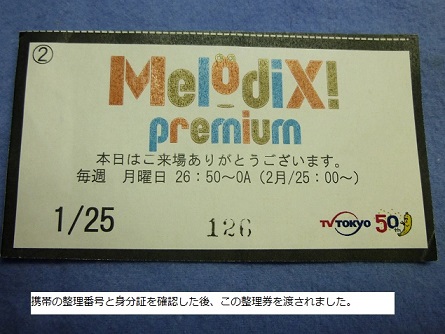 ②
MelodiX!
premium
本日はご来場ありがとうございます。
毎週 月曜日 26:50～OA (2月/25:00～)
1/25
126
TV TOKYO 50th
携帯の整理番号と身分証を確認した後、この整理券を渡されました。